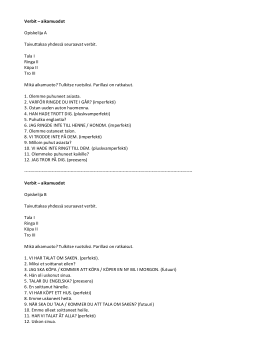 Verbit – aikamuodot
Opiskelija A
Taivuttakaa yhdessä seuraavat verbit.
Tala I
Ringa II
Köpa II
Tro III
Mikä aikamuoto? Tulkitse ruotsiksi. Parillasi on ratkaisut.
1. Olemme puhuneet asiasta.
2. VARFÖR RINGDE DU INTE I GÅR? (imperfekti)
3. Ostan uuden auton huomenna.
4. HAN HADE TROTT DIG. (pluskvamperfekti)
5. Puhutko englantia?
6. JAG RINGDE INTE TILL HENNE / HONOM. (imperfekti)
7. Olemme ostaneet talon.
8. VI TRODDE INTE PÅ DEM. (imperfekti)
9. Milloin puhut asiasta?
10. VI HADE INTE RINGT TILL DEM. (pluskvamperfekti)
11. Olemmeko puhuneet kaikille?
12. JAG TROR PÅ DIG. (preesens)
Verbit – aikamuodot
Opiskelija B
Taivuttakaa yhdessä seuraavat verbit.
Tala I
Ringa II
Köpa II
Tro III
Mikä aikamuoto? Tulkitse ruotsiksi. Parillasi on ratkaisut.
1. VI HAR TALAT OM SAKEN. (perfekti)
2. Miksi et soittanut eilen?
3. JAG SKA KÖPA / KOMMER ATT KÖPA / KÖPER EN NY BIL I MORGON. (futuuri)
4. Hän oli uskonut sinua.
5. TALAR DU ENGELSKA? (preesens)
6. En soittanut hänelle.
7. VI HAR KÖPT ETT HUS. (perfekti)
8. Emme uskoneet heitä.
9. NÄR SKA DU TALA / KOMMER DU ATT TALA OM SAKEN? (futuuri)
10. Emme olleet soittaneet heille.
11. HAR VI TALAT ÅT ALLA? (perfekti)
12. Uskon sinua.